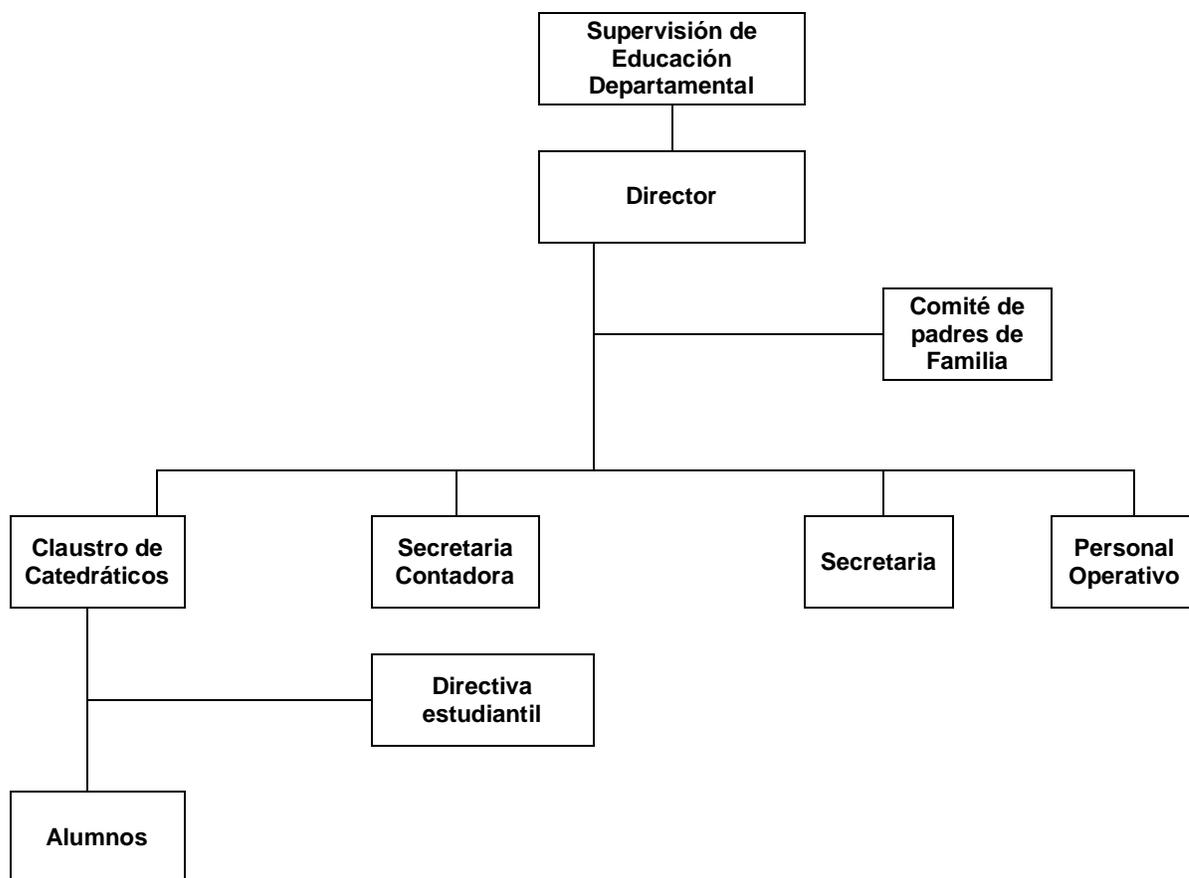 Supervisión de
Educación
Departamental
Director
Comité de
padres de
Familia
Claustro de
Catedráticos
Secretaria
Contadora
Secretaria
Personal
Operativo
Directiva
estudiantil
Alumnos